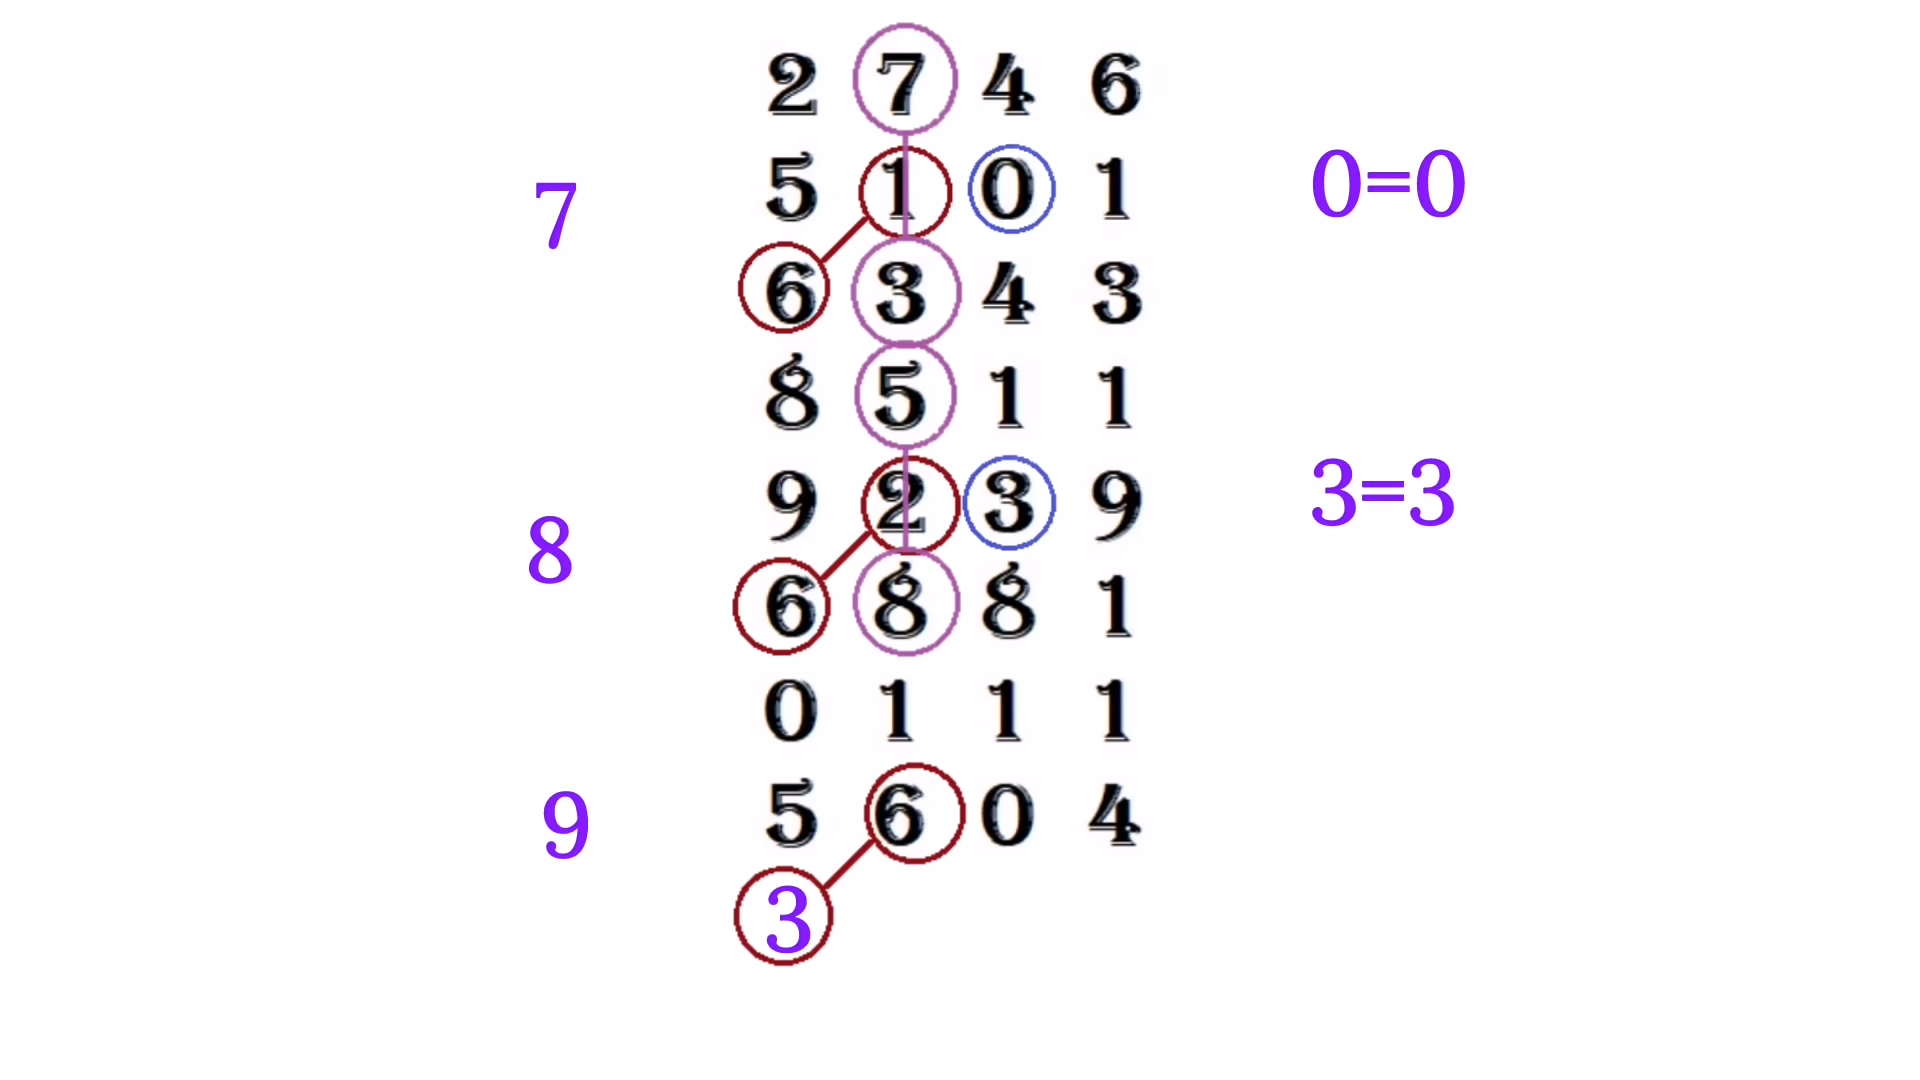 2 7 4 6
7 5 1 0 1 0=0
6 3 4 3
8 5 1 1
9 2 3 9 3=3
8 6 8 8 1
0 1 1 1
9 5 6 0 4
3